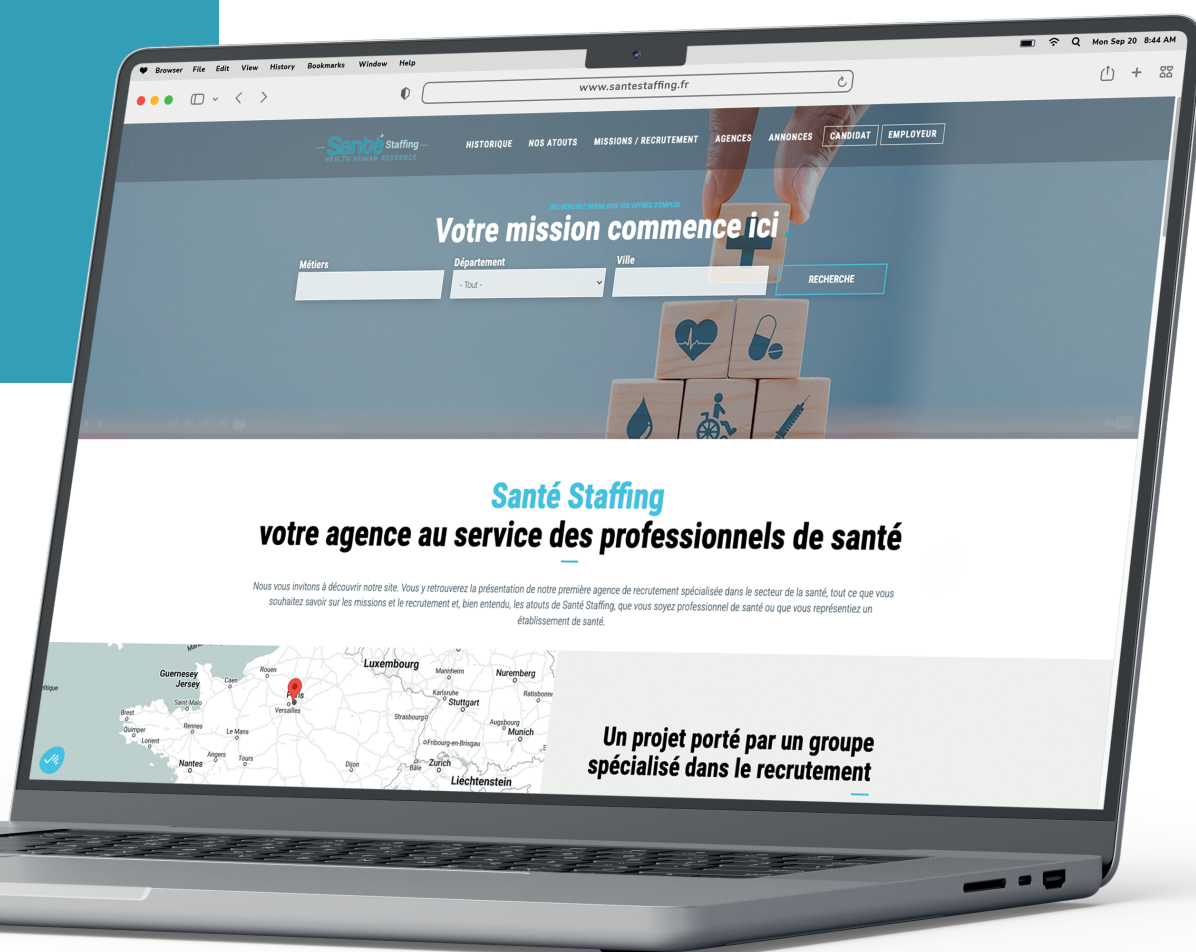 Browser File Edit View History Bookmarks Window Help
Mon Sep 20 8:44 AM
www.santestaffing.fr
Santé Staffing
HEALTH HUMAN RESOURCE
HISTORIQUE NOS ATOUTS MISSIONS / RECRUTEMENT AGENCES ANNONCES CANDIDAT EMPLOYEUR
Votre mission commence ici
Métiers Département Ville
- Tout -
RECHERCHE
Santé Staffing
votre agence au service des professionnels de santé
Nous vous invitons à découvrir notre site. Vous y retrouverez la présentation de notre première agence de recrutement spécialisée dans le secteur de la santé, tout ce que vous
souhaitez savoir sur les missions et le recrutement et, bien entendu, les atouts de Santé Staffing, que vous soyez professionnel de santé ou que vous représentiez un
établissement de santé.
Guernesey
Jersey
Caen
Rouen
Luxembourg
Mannheim
Nuremberg
Karlsruhe
Stuttgart
Ratisbonne
Saint-Malo
Versailles
Strasbourg
Augsbourg
Munich
Brest
Quimper
Lorient
Rennes
Le Mans
Fribourg-en-Brisgau
Nantes
Angers
Tours
Dijon
Bâle
Zurich
Liechtenstein
Un projet porté par un groupe
spécialisé dans le recrutement